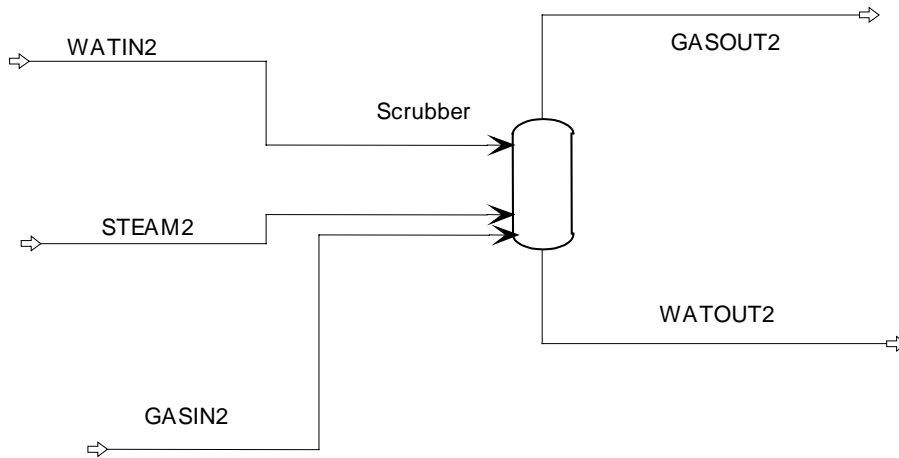 WATIN2
GASOUT2
Scrubber
STEAM2
WATOUT2
GASIN2